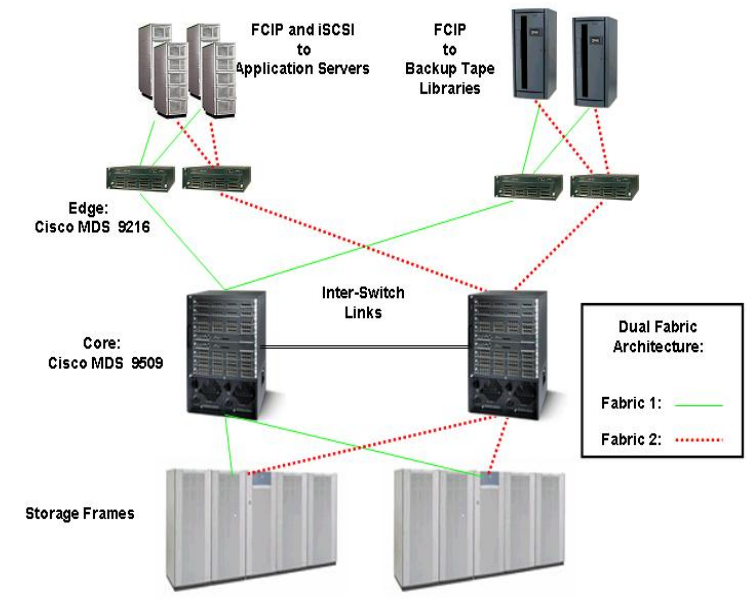 FCIP and iSCSI
to
Application Servers
FCIP
to
Backup Tape
Libraries
Edge:
Cisco MDS 9216
Inter-Switch
Links
Core:
Cisco MDS 9509
Dual Fabric
Architecture:
Fabric 1:
Fabric 2:
Storage Frames